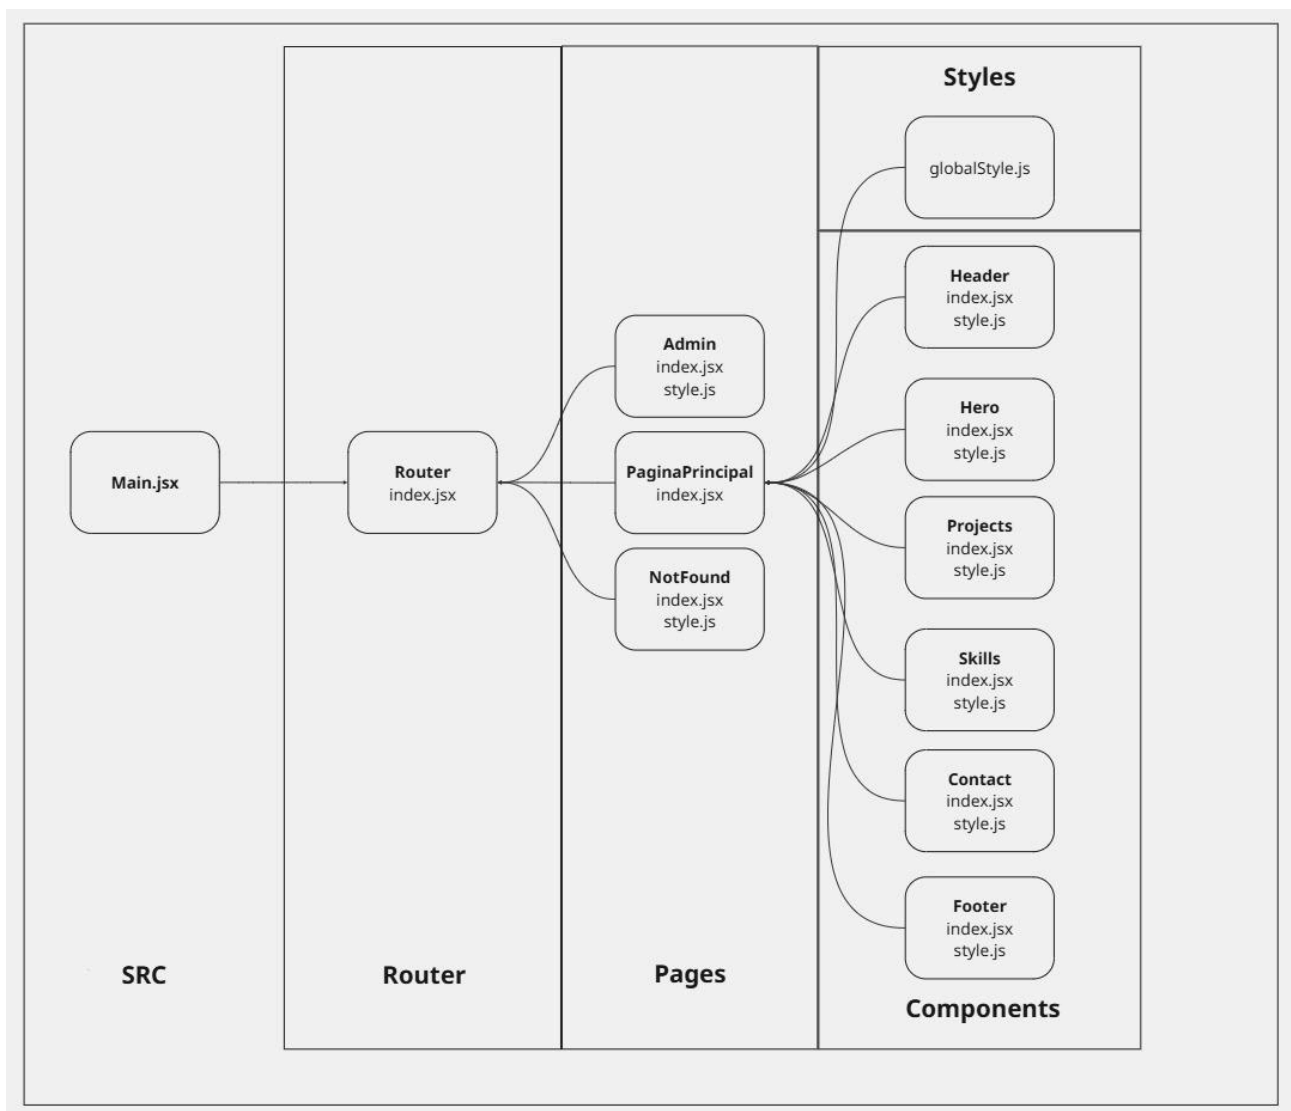 Styles
globalStyle.js
Header
index.jsx
style.js
Admin
index.jsx
style.js
Hero
index.jsx
style.js
Main.jsx
Router
index.jsx
PaginaPrincipal
index.jsx
Projects
index.jsx
style.js
NotFound
index.jsx
style.js
Skills
index.jsx
style.js
Contact
index.jsx
style.js
Footer
index.jsx
style.js
SRC
Router
Pages
Components